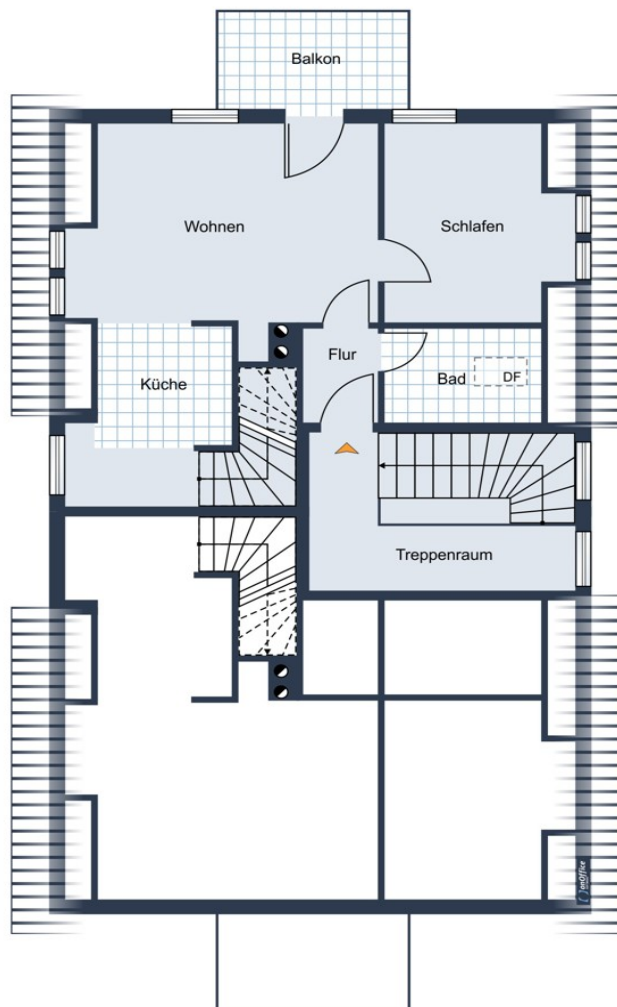 Balkon
Wohnen
Schlafen
Flur
Küche
Bad
DF
Treppenraum
onOffice